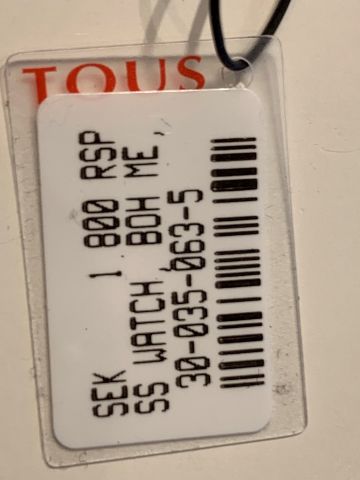 TOUS
SEK 1 800 RSP
SS WATCH, BOH ME,
30-035-063-5